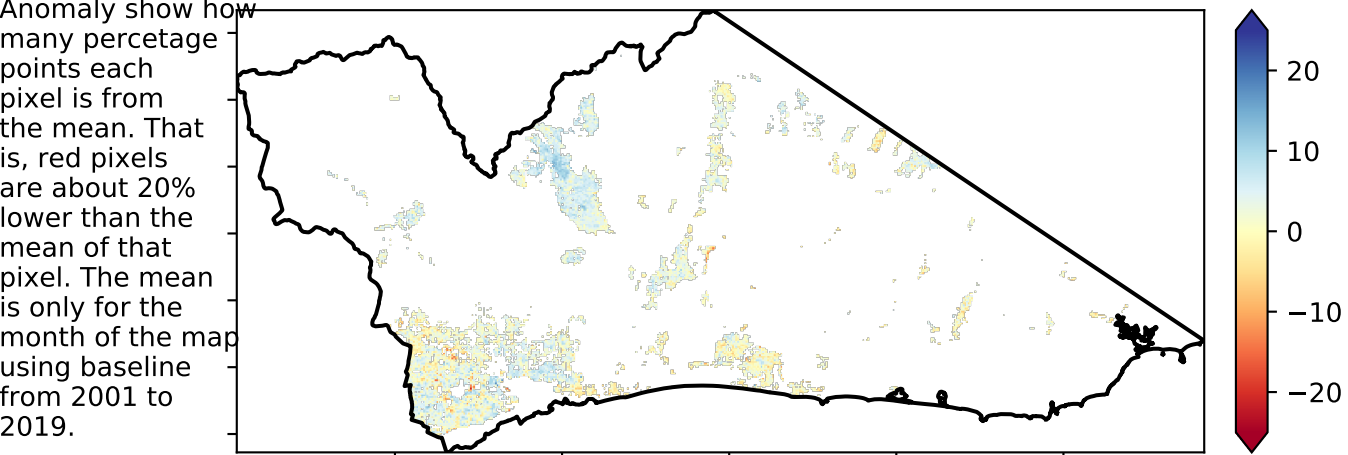 Anomaly show how
many percetage
points each
pixel is from
the mean. That
is, red pixels
are about 20%
lower than the
mean of that
pixel. The mean
is only for the
month of the map
using baseline
from 2001 to
2019.
20
10
0
−10
−20